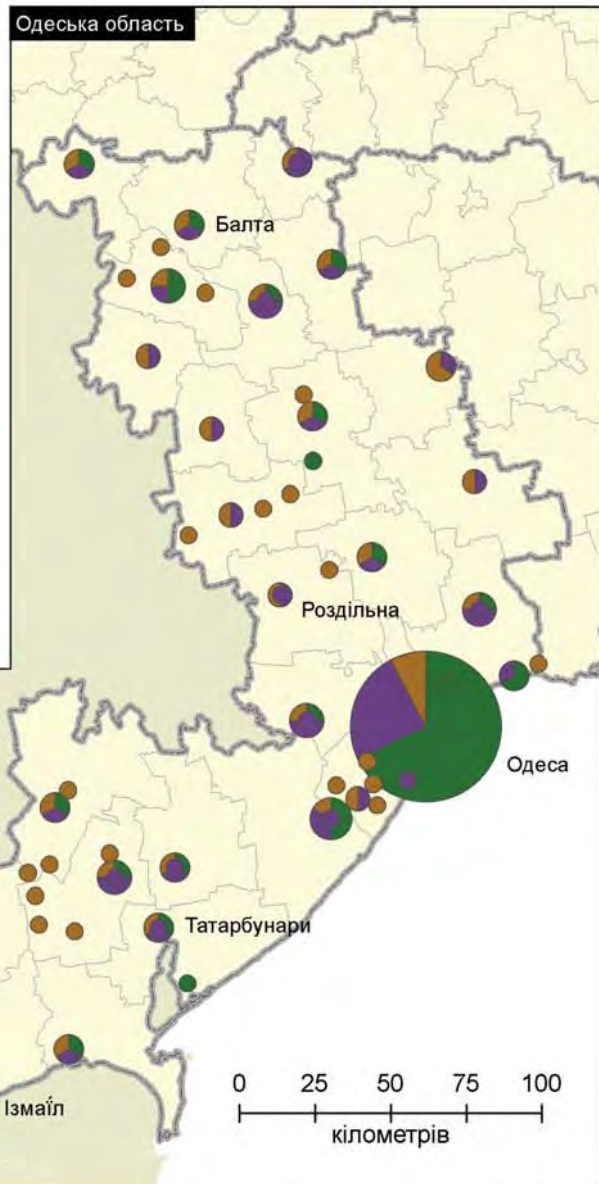 Одеська область
Балта
Роздільна
Одеса
Татарбунари
Ізмаїл
0 25 50 75 100
кілометрів